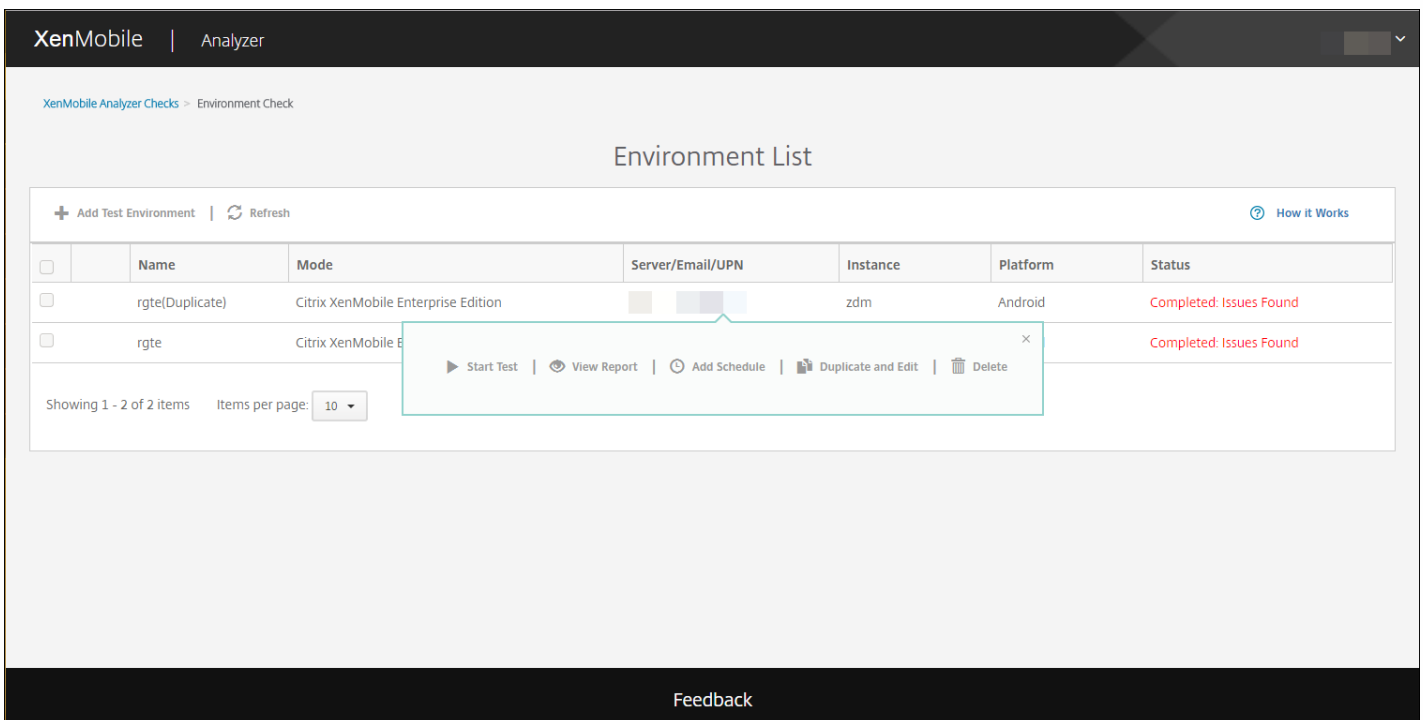 XenMobile | Analyzer
XenMobile Analyzer Checks > Environment Check
Environment List
Add Test Environment | Refresh How it Works
Name Mode Server/Email/UPN Instance Platform Status
rgte(Duplicate) Citrix XenMobile Enterprise Edition zdm Android Completed: Issues Found
rgte Citrix XenMobile E Completed: Issues Found
Start Test | View Report | Add Schedule | Duplicate and Edit | Delete
Showing 1 - 2 of 2 items Items per page: 10
Feedback